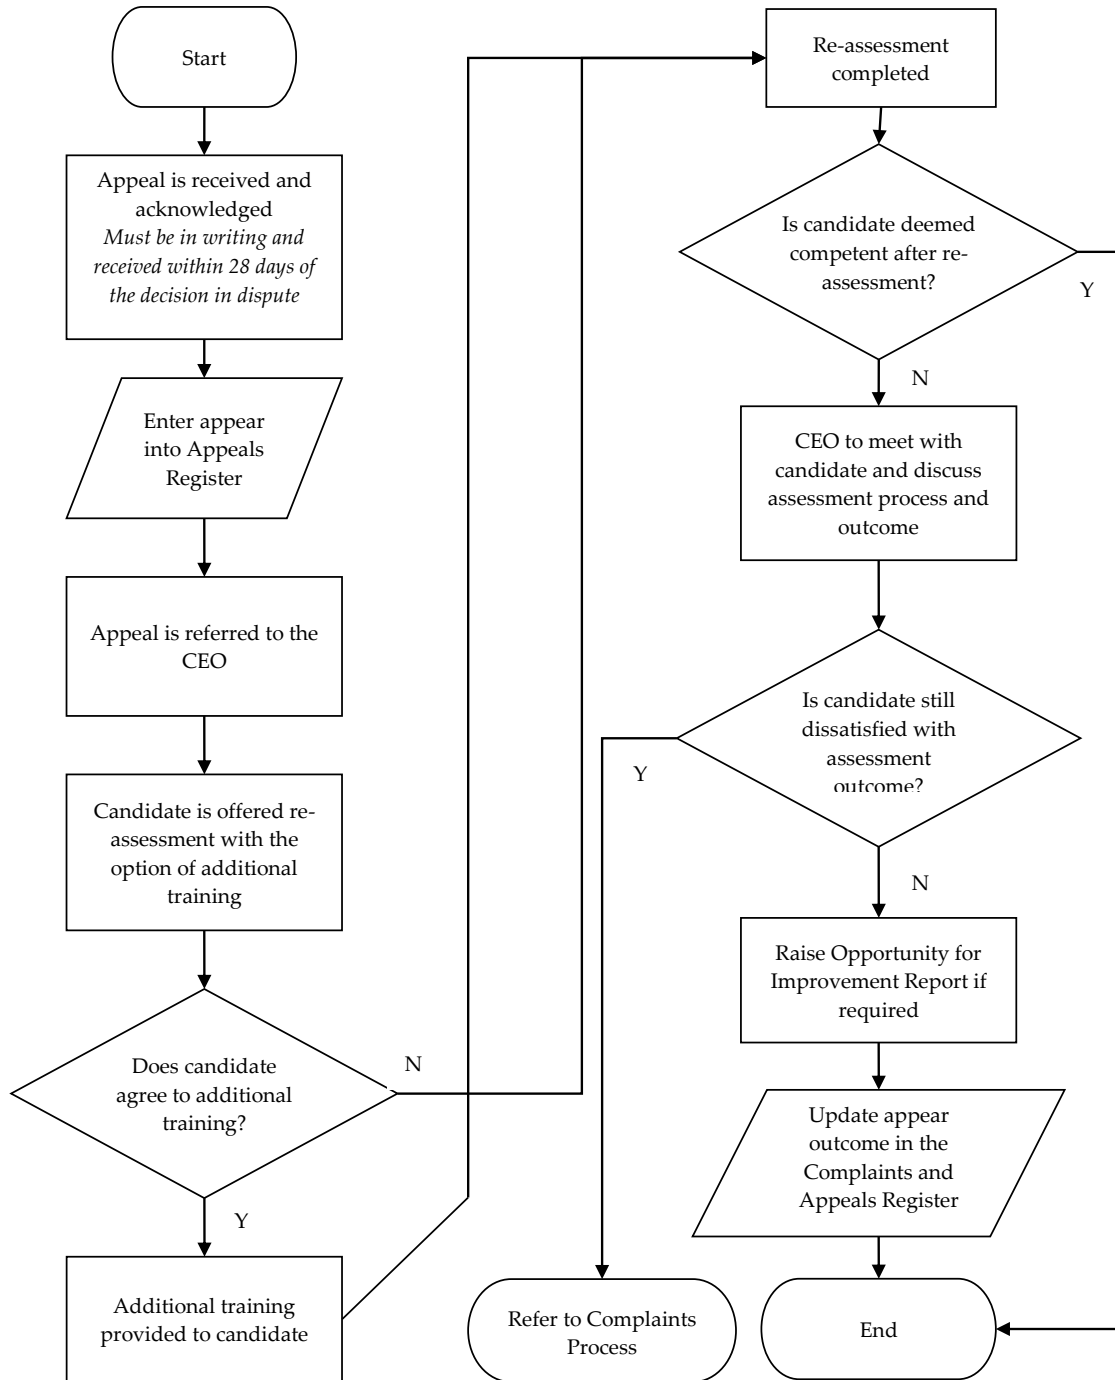 Start
Appeal is received and
acknowledged
Must be in writing and
received within 28 days of
the decision in dispute
Enter appear
into Appeals
Register
Appeal is referred to the
CEO
Candidate is offered re-
assessment with the
option of additional
training
Does candidate
agree to additional
training?
N
Y
Additional training
provided to candidate
Re-assessment
completed
Is candidate deemed
competent after re-
assessment?
Y
N
CEO to meet with
candidate and discuss
assessment process and
outcome
Is candidate still
dissatisfied with
assessment
outcome?
Y
N
Raise Opportunity for
Improvement Report if
required
Update appear
outcome in the
Complaints and
Appeals Register
Refer to Complaints
Process
End